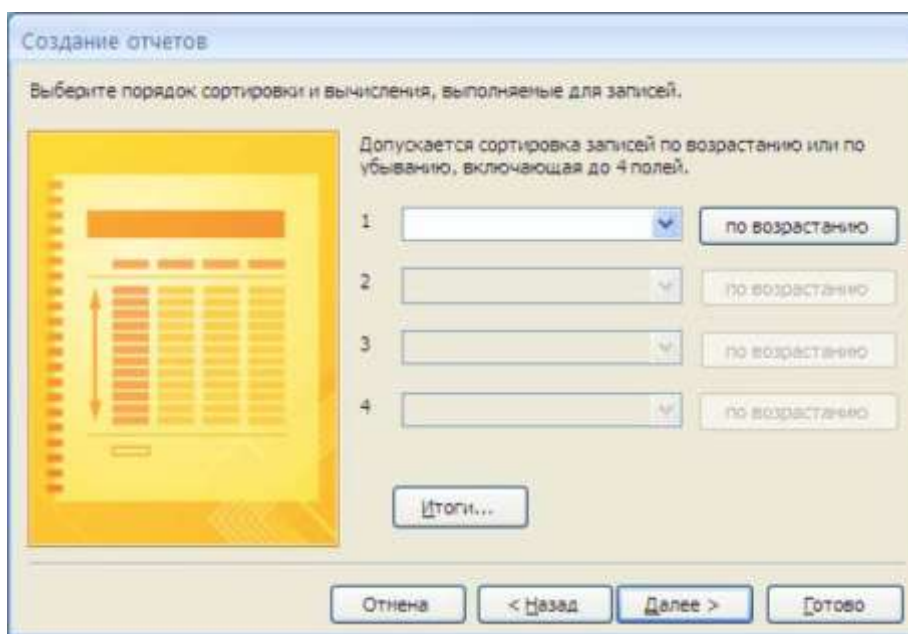 Создание отчетов
Выберите порядок сортировки и вычисления, выполняемые для записей.
Допускается сортировка записей по возрастанию или по
убыванию, включающая до 4 полей.
1 по возрастанию
2 по возрастанию
3 по возрастанию
4 по возрастанию
Итоги...
Отмена < Назад Далее > Готово